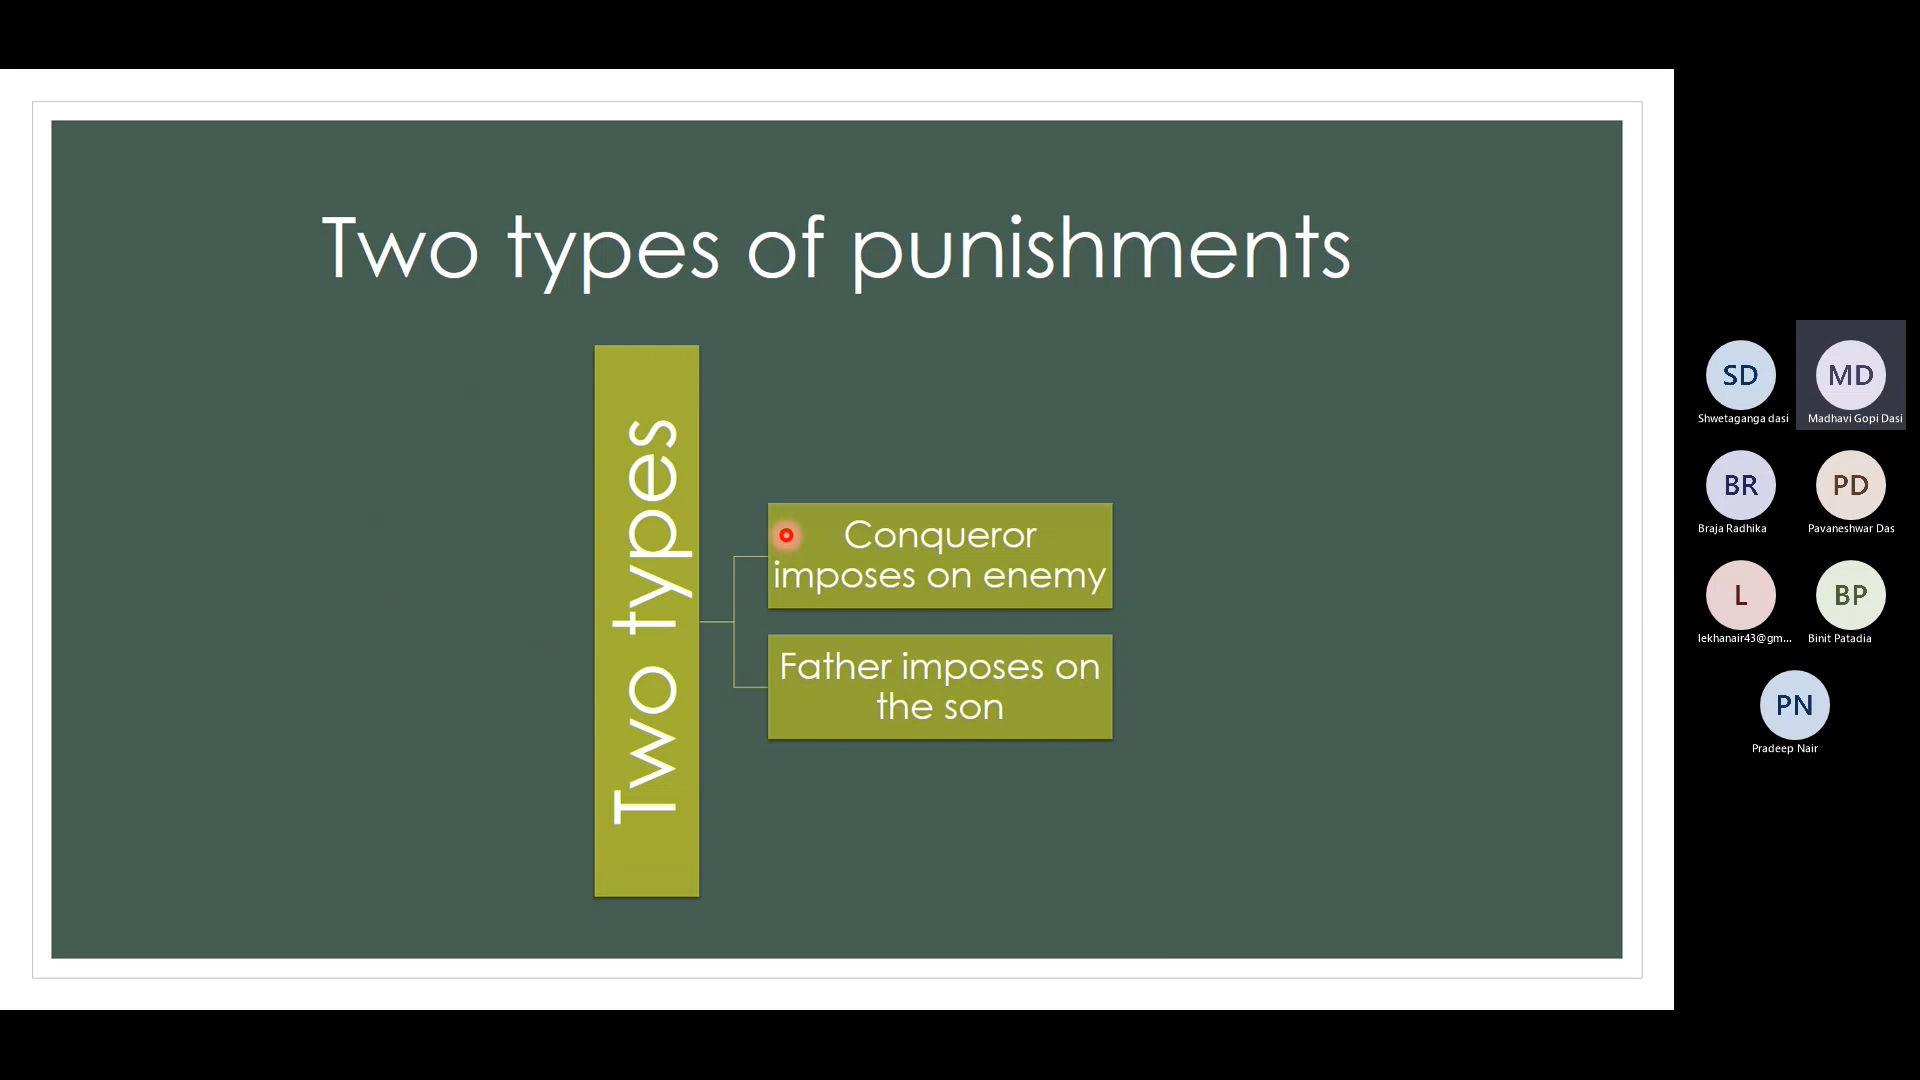 Two types of punishments
Two types
Conqueror
imposes on enemy
Father imposes on
the son
SD
Shwetaganga dasi
MD
Madhavi Gopi Dasi
BR
Braja Radhika
PD
Pavaneshwar Das
L
lekhanair43@gm...
BP
Binit Patadia
PN
Pradeep Nair